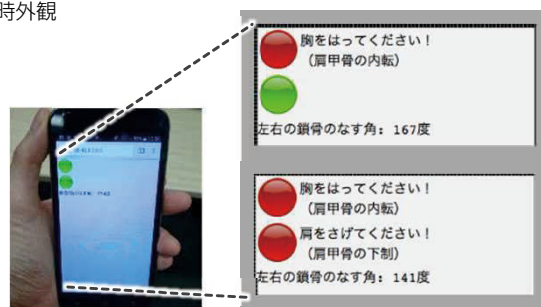 時外観
胸をはってください！
（肩甲骨の内転）
左右の鎖骨のなす角：167度
胸をはってください！
（肩甲骨の内転）
肩をさげてください！
（肩甲骨の下制）
左右の鎖骨のなす角：141度